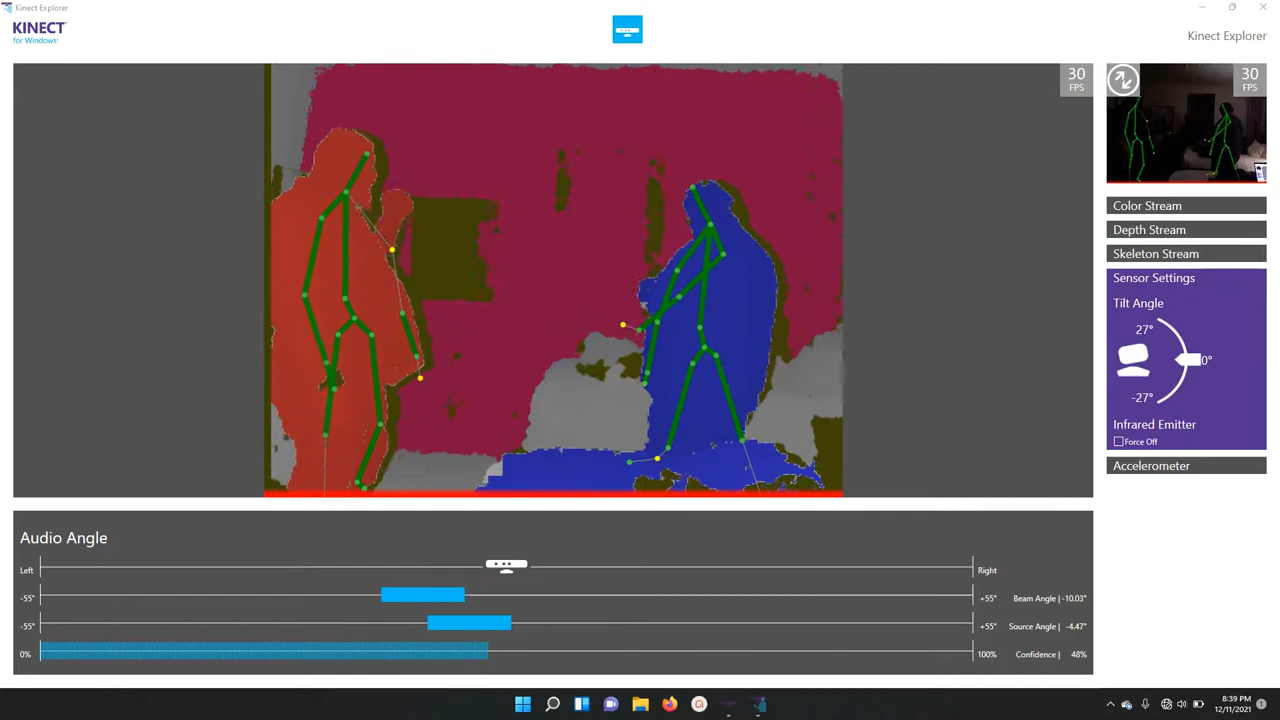 Kinect Explorer
KINECT
for Windows
Kinect Explorer
30
FPS
30
FPS
Color Stream
Depth Stream
Skeleton Stream
Sensor Settings
Tilt Angle
27°
0°
-27°
Infrared Emitter
Force Off
Accelerometer
Audio Angle
Left
Right
-55°
+55°
Beam Angle |
-10.03°
-55°
+55°
Source Angle |
-4.47°
0%
100%
Confidence |
48%
8:39 PM
12/11/2021
1